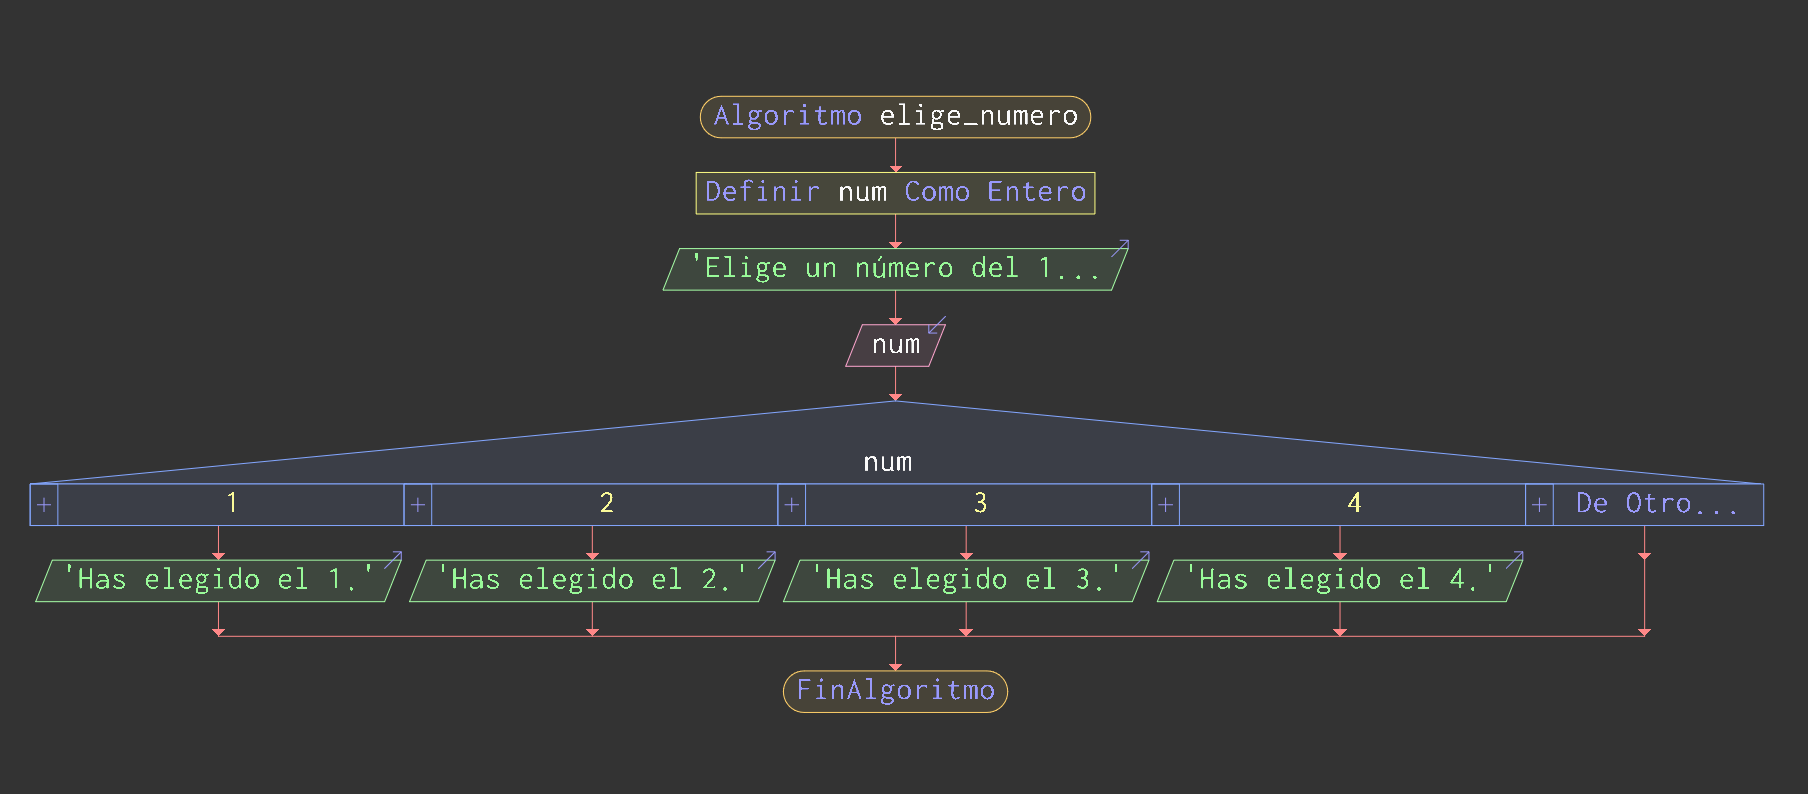 Algoritmo elige_numero
Definir num Como Entero
'Elige un número del 1...
num
num
+ 1 + 2 + 3 + 4 + De Otro...
'Has elegido el 1.' 'Has elegido el 2.' 'Has elegido el 3.' 'Has elegido el 4.'
FinAlgoritmo